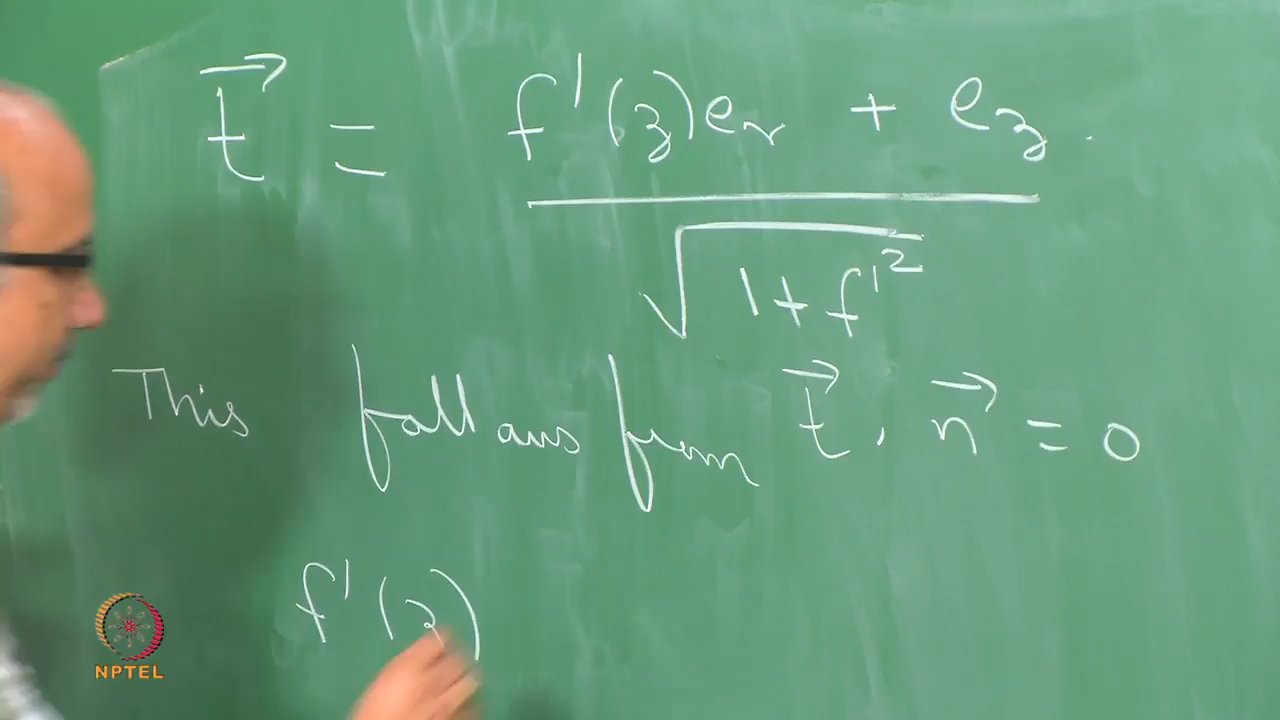 t⃗ = f'(z)e_r + e_z.
√1+f'²
This follows from t⃗ . n⃗ = 0
f'(z)
NPTEL